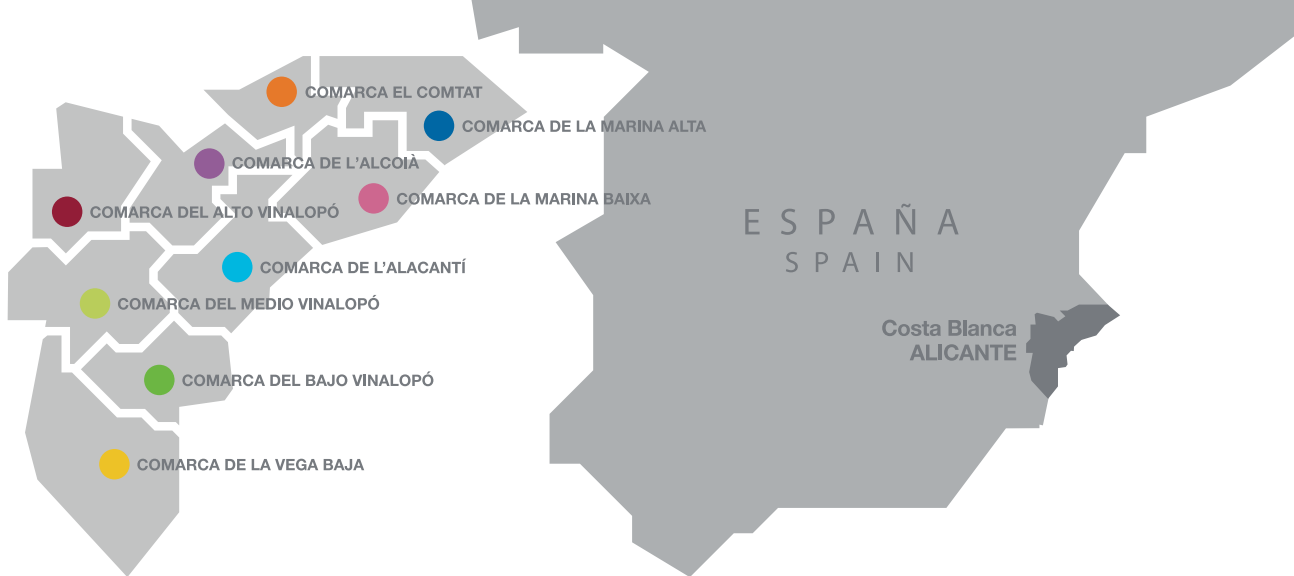 COMARCA EL COMTAT
COMARCA DE LA MARINA ALTA
COMARCA DE L'ALCOIÀ
COMARCA DE LA MARINA BAIXA
COMARCA DEL ALTO VINALOPÓ
COMARCA DE L'ALACANTÍ
COMARCA DEL MEDIO VINALOPÓ
COMARCA DEL BAJO VINALOPÓ
COMARCA DE LA VEGA BAJA
ESPAÑA
SPAIN
Costa Blanca
ALICANTE